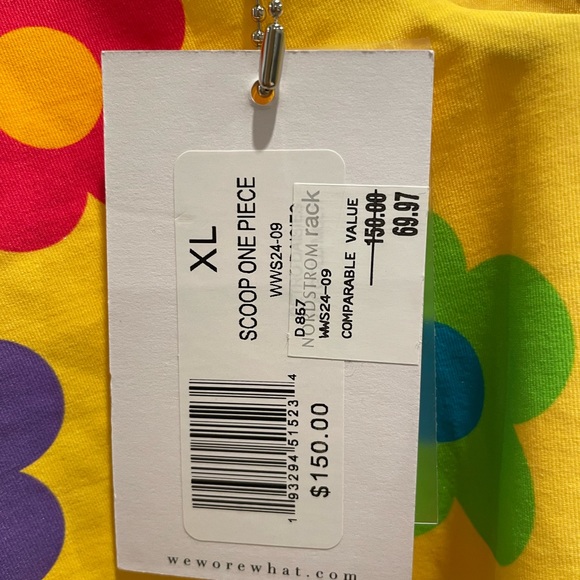 XL
SCOOP ONE PIECE
WWS24-09
1 93294 51523 4
$150.00
D.857
NORDSTROM rack
WWS24-09
COMPARABLE VALUE
150.00
69.97
weworewhat.com